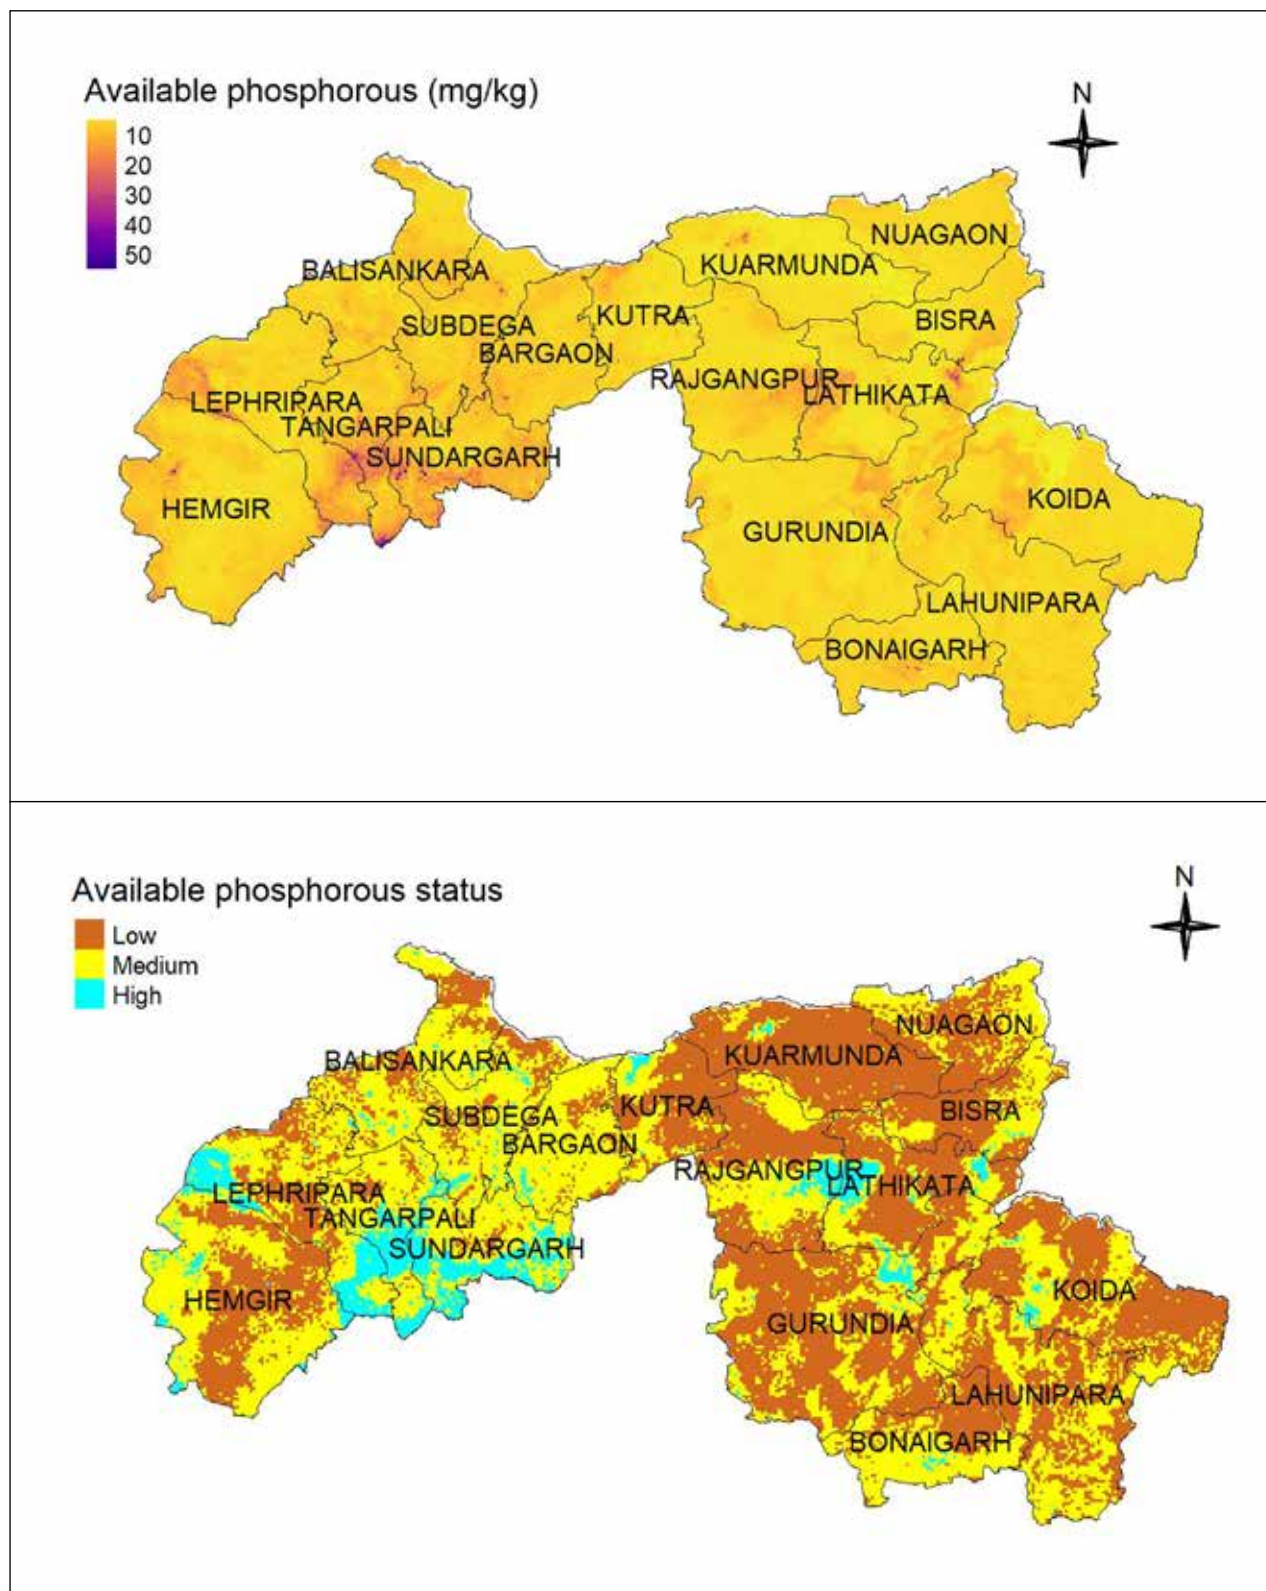 Available phosphorous (mg/kg)
10
20
30
40
50
N
NUAGAON
KUARMUNDA
BALISANKARA
KUTRA
BISRA
SUBDEGA
BARGAON
RAJGANGPUR
LATHIKATA
LEPHRIPARA
TANGARPALI
SUNDARGARH
KOIDA
HEMGIR
GURUNDIA
LAHUNIPARA
BONAIGARH
Available phosphorous status
Low
Medium
High
N
NUAGAON
KUARMUNDA
BALISANKARA
KUTRA
BISRA
SUBDEGA
BARGAON
RAJGANGPUR
LATHIKATA
LEPHRIPARA
TANGARPALI
SUNDARGARH
KOIDA
HEMGIR
GURUNDIA
LAHUNIPARA
BONAIGARH